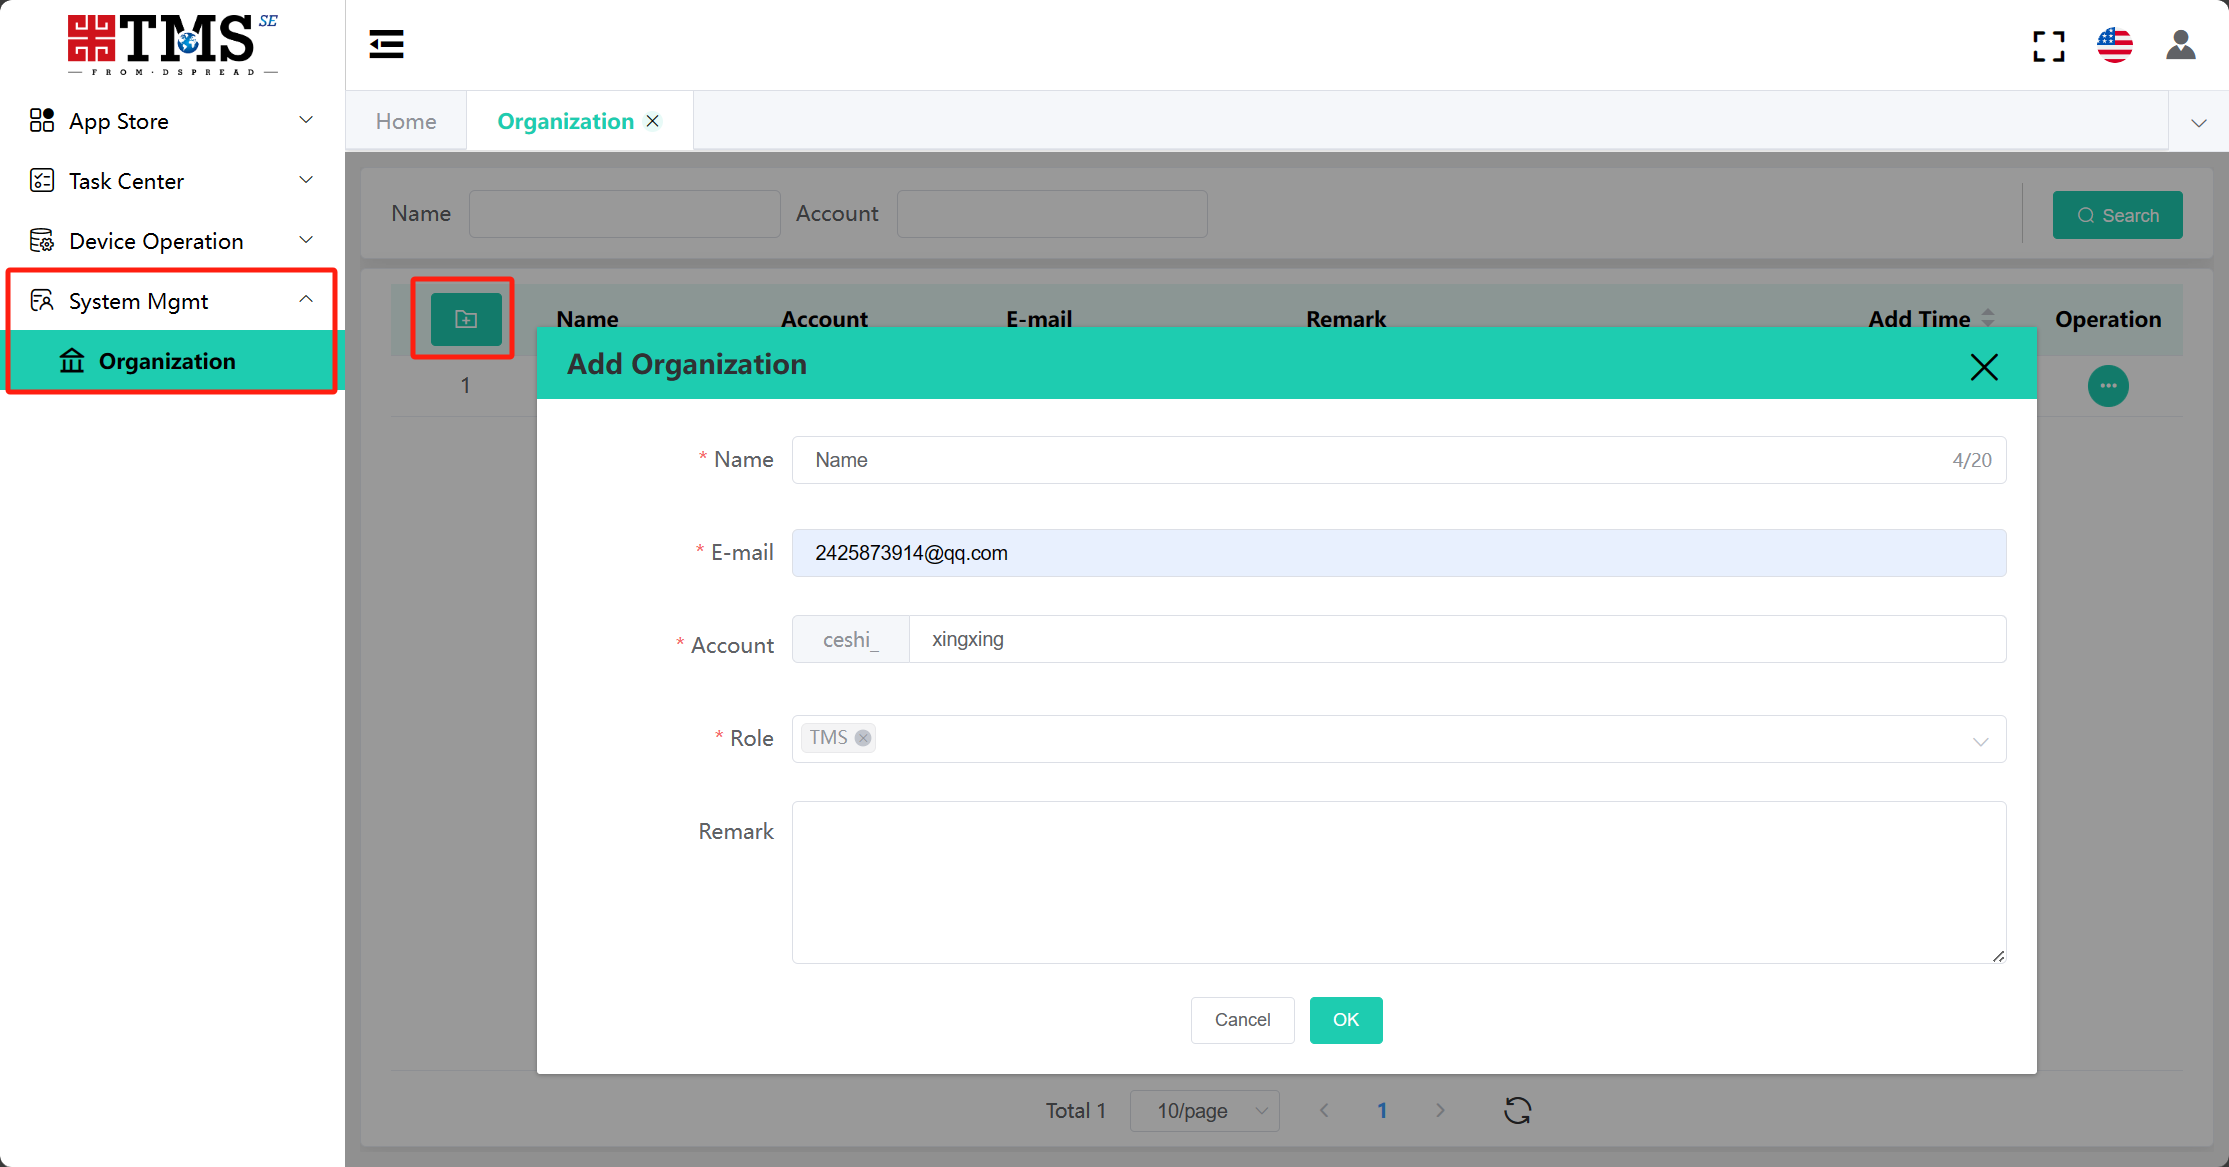 TMS SE
FROM·DSPREAD
App Store
Task Center
Device Operation
System Mgmt
Organization
Home
Organization
Name
Account
Search
Name
Account
E-mail
Remark
Add Time
Operation
1
Add Organization
* Name
Name
4/20
* E-mail
2425873914@qq.com
* Account
ceshi_
xingxing
* Role
TMS
Remark
Cancel
OK
Total 1
10/page
1